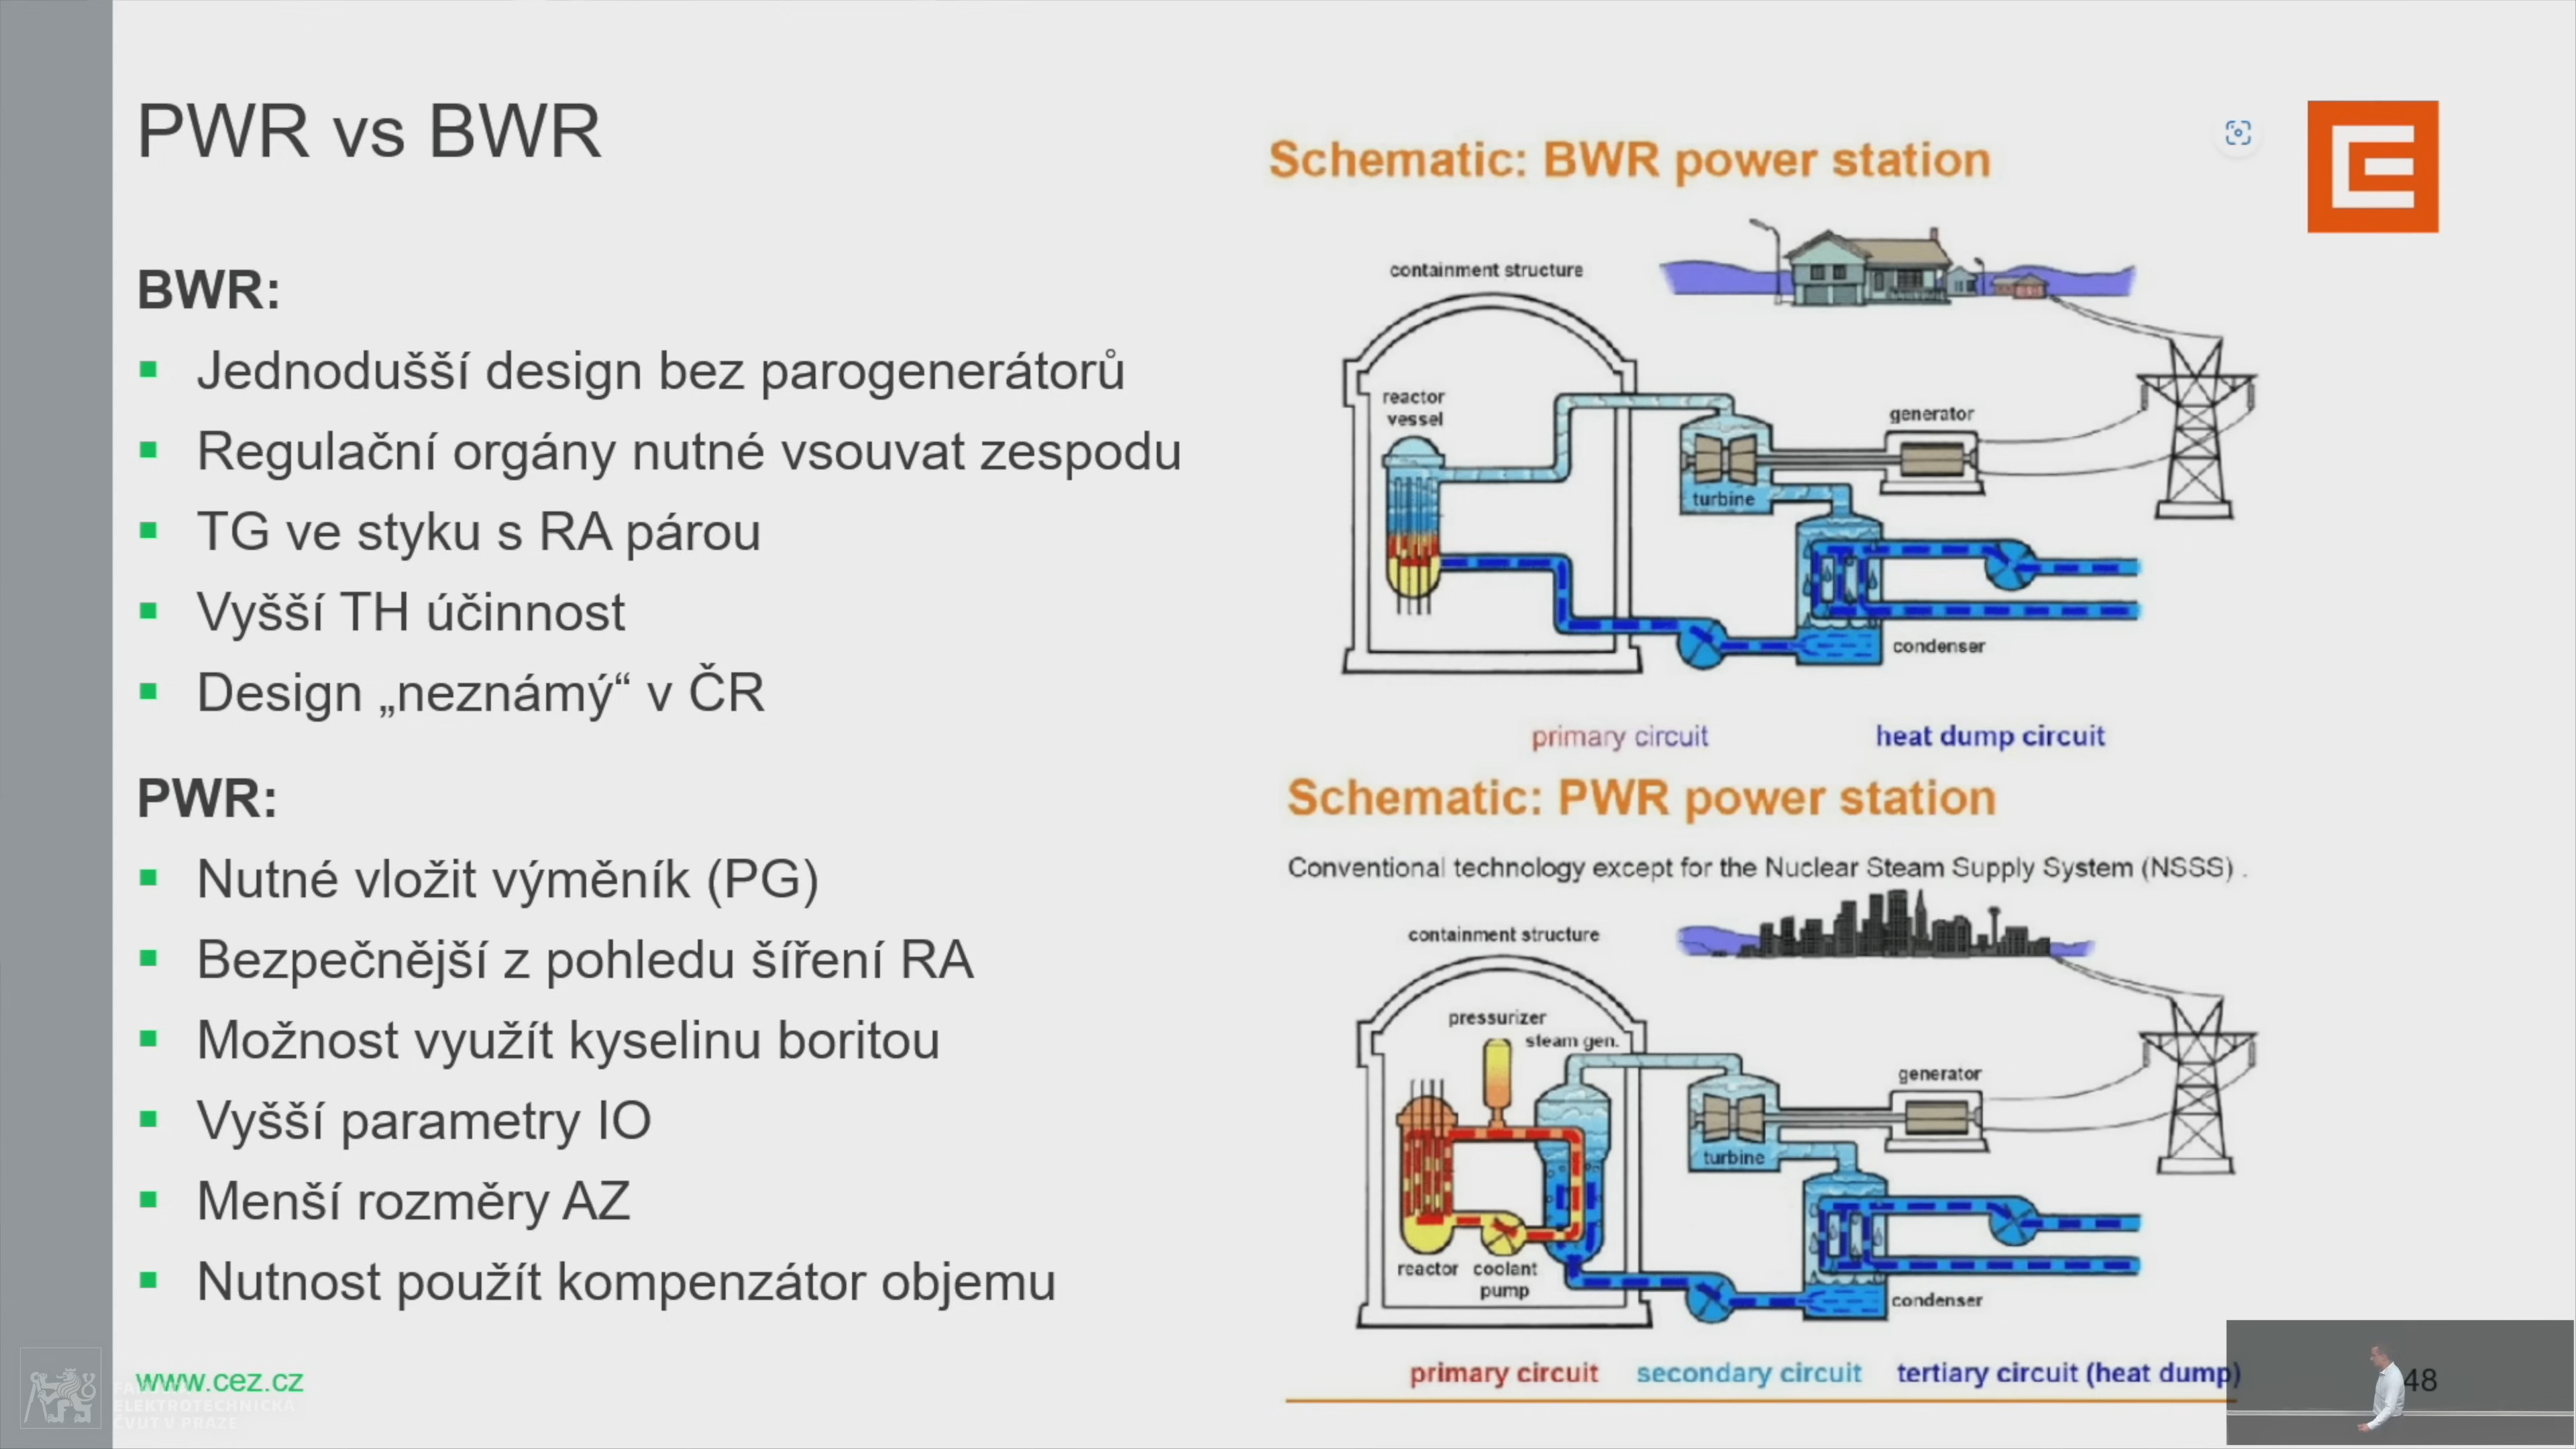 PWR vs BWR
BWR:
Jednodušší design bez parogenerátorů
Regulační orgány nutné vsouvat zespodu
TG ve styku s RA párou
Vyšší TH účinnost
Design „neznámý“ v ČR
PWR:
Nutné vložit výměník (PG)
Bezpečnější z pohledu šíření RA
Možnost využít kyselinu boritou
Vyšší parametry IO
Menší rozměry AZ
Nutnost použít kompenzátor objemu
www.cez.cz
FAKULTA
ELEKTROTECHNICKÁ
ČVUT V PRAZE
Schematic: BWR power station
containment structure
reactor
vessel
generator
turbine
condenser
primary circuit
heat dump circuit
Schematic: PWR power station
Conventional technology except for the Nuclear Steam Supply System (NSSS) .
containment structure
pressurizer
steam gen.
generator
turbine
reactor
coolant
pump
condenser
primary circuit
secondary circuit
tertiary circuit (heat dump)
48